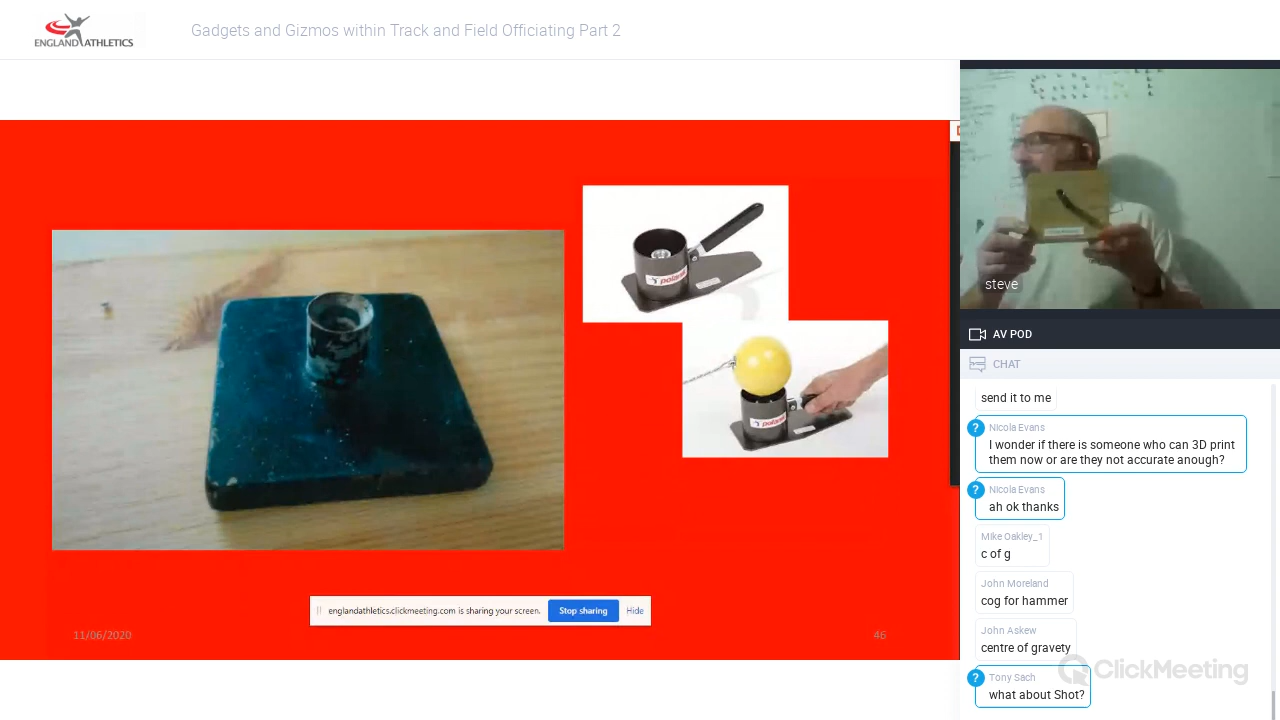 ENGLAND ATHLETICS
Gadgets and Gizmos within Track and Field Officiating Part 2
polanik
polanik
englandathletics.clickmeeting.com is sharing your screen.
Stop sharing
Hide
11/06/2020
46
steve
AV POD
CHAT
send it to me
?
Nicola Evans
I wonder if there is someone who can 3D print
them now or are they not accurate anough?
?
Nicola Evans
ah ok thanks
Mike Oakley_1
c of g
John Moreland
cog for hammer
John Askew
centre of gravety
ClickMeeting
?
Tony Sach
what about Shot?